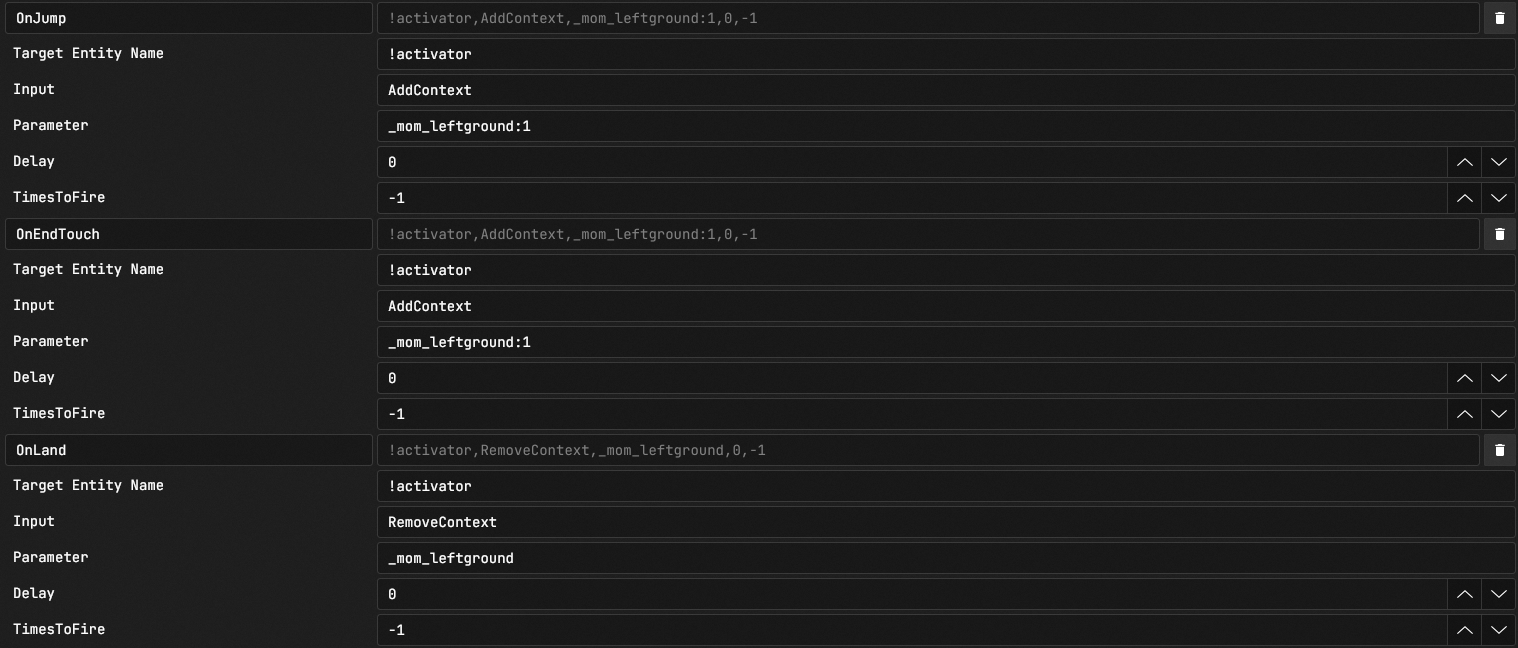 OnJump !activator,AddContext,_mom_leftground:1,0,-1
Target Entity Name !activator
Input AddContext
Parameter _mom_leftground:1
Delay 0
TimesToFire -1
OnEndTouch !activator,AddContext,_mom_leftground:1,0,-1
Target Entity Name !activator
Input AddContext
Parameter _mom_leftground:1
Delay 0
TimesToFire -1
OnLand !activator,RemoveContext,_mom_leftground,0,-1
Target Entity Name !activator
Input RemoveContext
Parameter _mom_leftground
Delay 0
TimesToFire -1